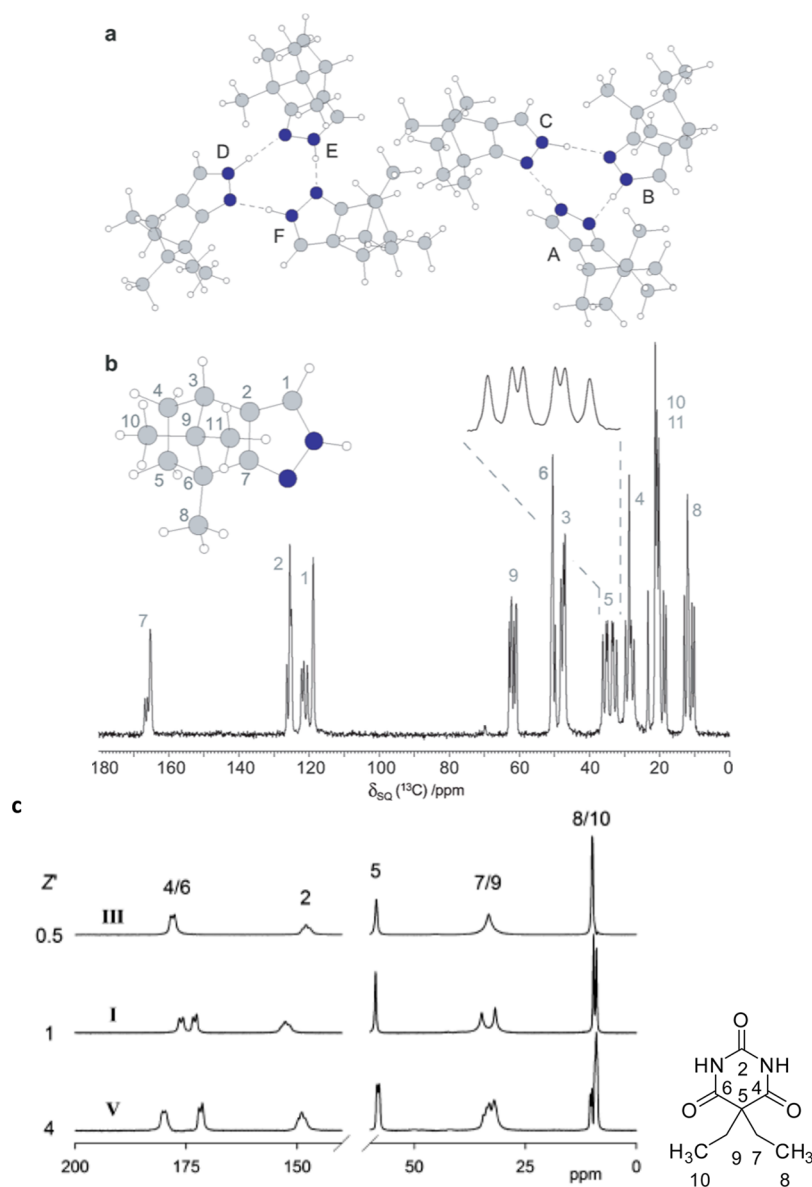 a
C
D
E
B
F
A
b
3
1
4
2
10
9
11
5
6
7
8
10
11
6
4
3
8
2
1
9
5
7
180 160 140 120 100 80 60 40 20 0
δSQ (13C) /ppm
c
8/10
Z'
4/6
5
7/9
2
III
0.5
I
1
V
4
200 175 150 50 25 ppm 0
O
HN 2 NH
6 5 4
O O
H3C CH3
9 7
10 8